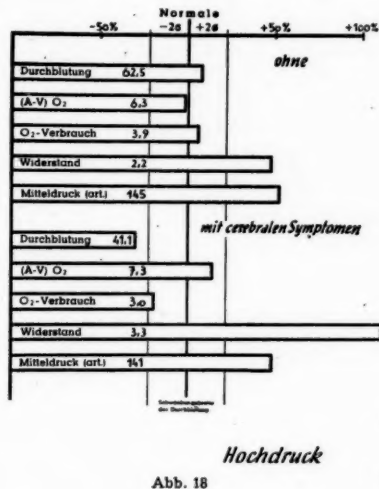 Normale
-50% -2σ +2σ +50% +100%
ohne
Durchblutung 62,5
(A-V) O₂ 6,3
O₂-Verbrauch 3,9
Widerstand 2,2
Mitteldruck (art.) 145
mit cerebralen Symptomen
Durchblutung 41.1
(A-V) O₂ 7,3
O₂-Verbrauch 3,0
Widerstand 3,3
Mitteldruck (art.) 141
der Durchblutung
Hochdruck
Abb. 18